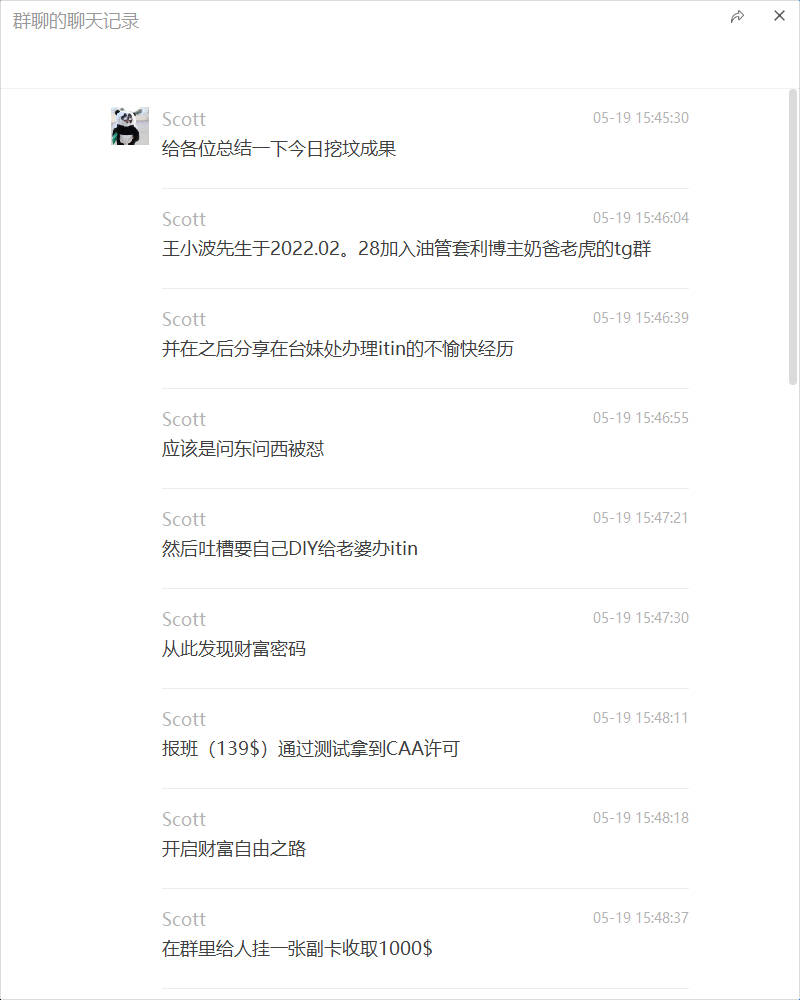 群聊的聊天记录
Scott
05-19 15:45:30
给各位总结一下今日挖坟成果
Scott
05-19 15:46:04
王小波先生于2022.02。28加入油管套利博主奶爸老虎的tg群
Scott
05-19 15:46:39
并在之后分享在台妹处办理itin的不愉快经历
Scott
05-19 15:46:55
应该是问东问西被怼
Scott
05-19 15:47:21
然后吐槽要自己DIY给老婆办itin
Scott
05-19 15:47:30
从此发现财富密码
Scott
05-19 15:48:11
报班（139$）通过测试拿到CAA许可
Scott
05-19 15:48:18
开启财富自由之路
Scott
05-19 15:48:37
在群里给人挂一张副卡收取1000$